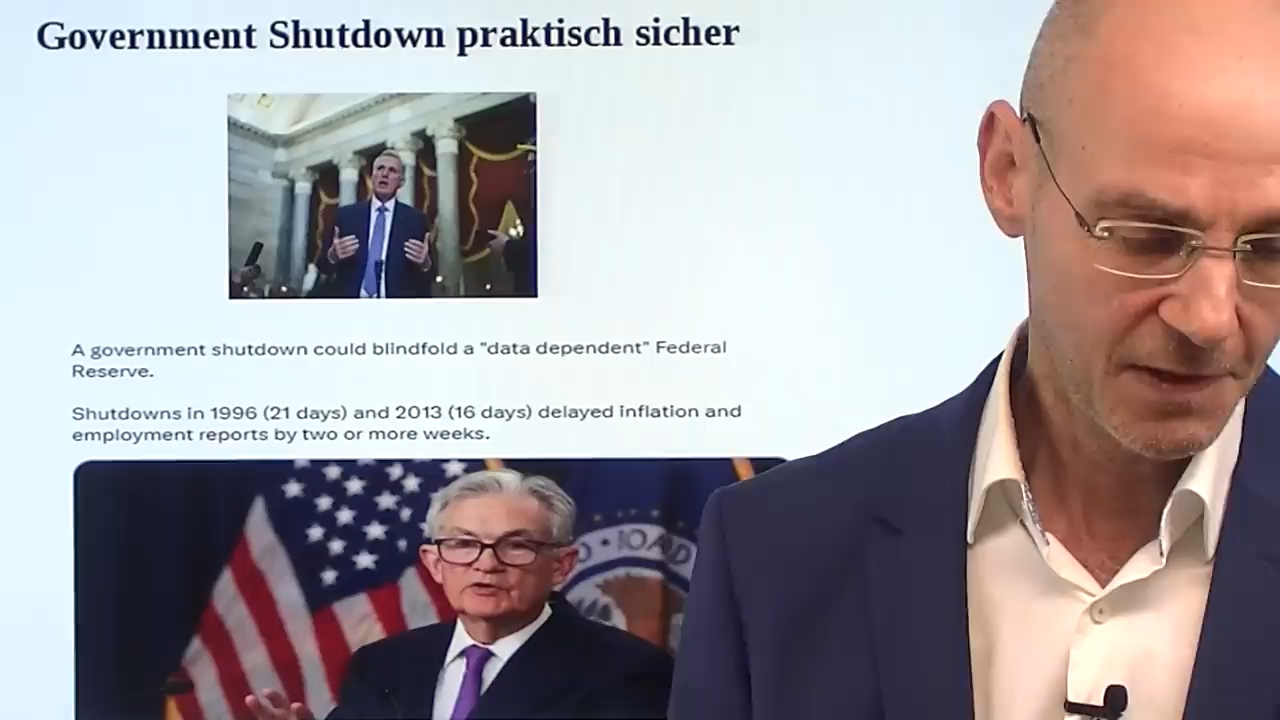 Government Shutdown praktisch sicher
A government shutdown could blindfold a "data dependent" Federal
Reserve.
Shutdowns in 1996 (21 days) and 2013 (16 days) delayed inflation and
employment reports by two or more weeks.